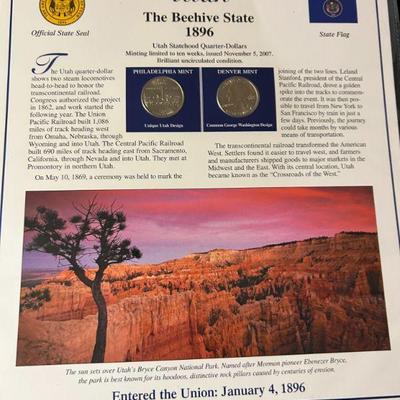 Utah
The Beehive State
1896
Official State Seal
State Flag
Utah Statehood Quarter-Dollars
Minting limited to ten weeks, issued November 5, 2007.
Brilliant uncirculated condition.
PHILADELPHIA MINT
Unique Utah Design
DENVER MINT
Common George Washington Design
The Utah quarter-dollar
shows two steam locomotives
head-to-head to honor the
transcontinental railroad.
Congress authorized the project
in 1862, and work started the
following year. The Union
Pacific Railroad built 1,086
miles of track heading west
from Omaha, Nebraska, through
Wyoming and into Utah. The Central Pacific Railroad
built 690 miles of track heading east from Sacramento,
California, through Nevada and into Utah. They met at
Promontory in northern Utah.
On May 10, 1869, a ceremony was held to mark the
joining of the two lines. Leland
Stanford, president of the Central
Pacific Railroad, drove a golden
spike into the tracks to commemo-
rate the event. It was then possi-
ble to travel from New York to
San Francisco by train in just a
few days. Previously, the journey
could take months by various
means of transportation.
The transcontinental railroad transformed the American
West. Settlers found it easier to travel west, and farmers
and manufacturers shipped goods to major markets in the
Midwest and the East. With its central location, Utah
became known as the "Crossroads of the West."
The sun sets over Utah's Bryce Canyon National Park. Named after Mormon pioneer Ebenezer Bryce,
the park is best known for its hoodoos, distinctive rock pillars caused by centuries of erosion.
Entered the Union: January 4, 1896